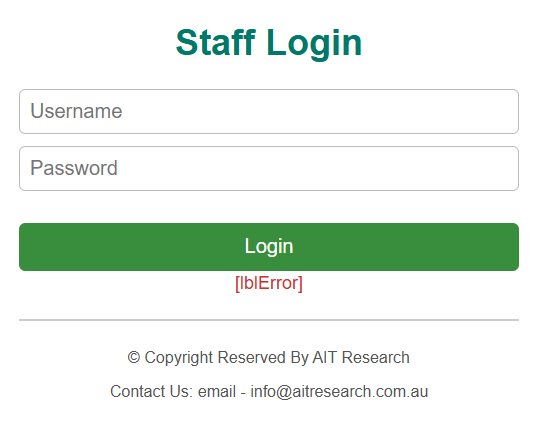 Staff Login
Username
Password
Login
[lblError]
© Copyright Reserved By AIT Research
Contact Us: email - info@aitresearch.com.au